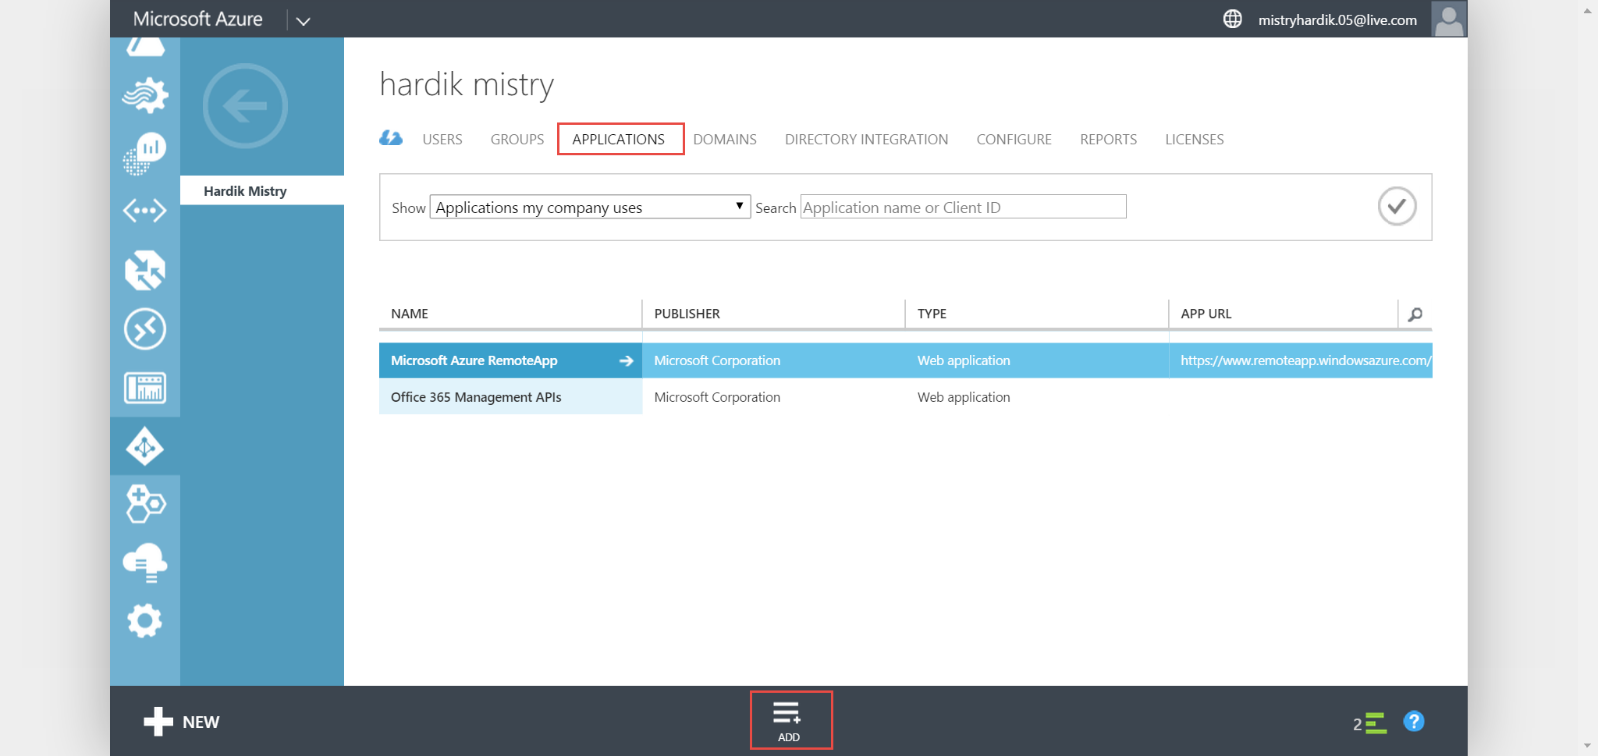 Microsoft Azure
mistryhardik.05@live.com
hardik mistry
USERS GROUPS APPLICATIONS DOMAINS DIRECTORY INTEGRATION CONFIGURE REPORTS LICENSES
Hardik Mistry
Show Applications my company uses Search Application name or Client ID
NAME PUBLISHER TYPE APP URL
Microsoft Azure RemoteApp Microsoft Corporation Web application https://www.remoteapp.windowsazure.com/
Office 365 Management APIs Microsoft Corporation Web application
NEW
ADD
2
?